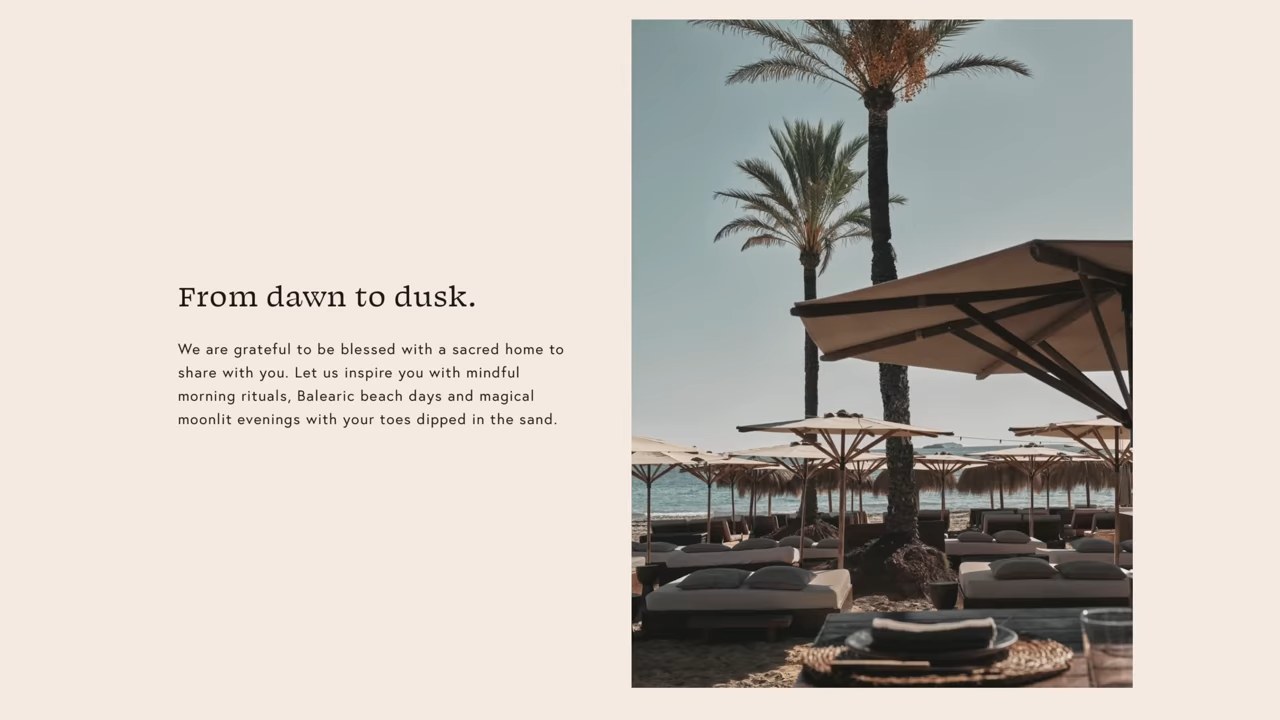 From dawn to dusk.
We are grateful to be blessed with a sacred home to
share with you. Let us inspire you with mindful
morning rituals, Balearic beach days and magical
moonlit evenings with your toes dipped in the sand.